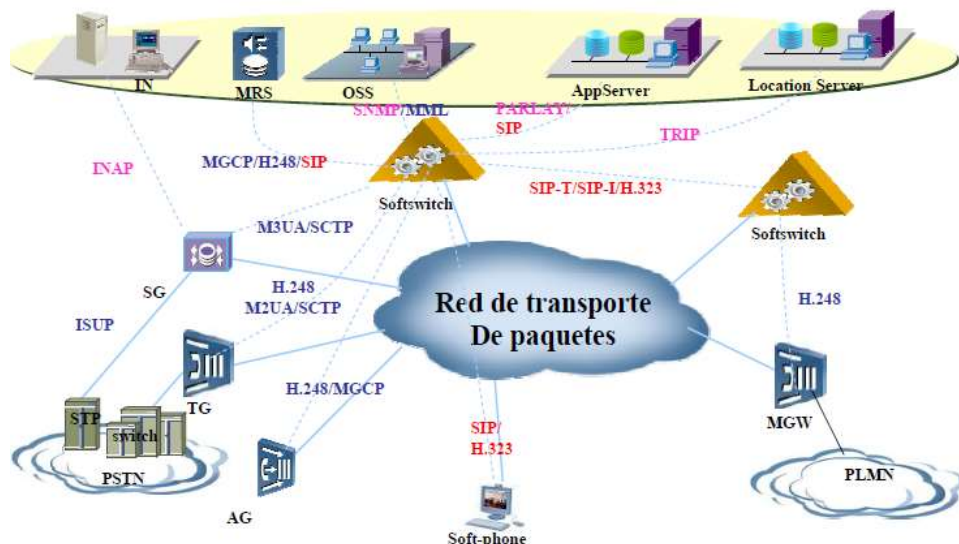 IN
MRS
OSS
AppServer
Location Server
SNMP/MML
PARLAY/
SIP
TRIP
INAP
MGCP/H248/SIP
SIP-T/SIP-I/H.323
Softswitch
Softswitch
M3UA/SCTP
SG
H.248
M2UA/SCTP
Red de transporte
De paquetes
H.248
ISUP
H.248/MGCP
TG
STP
switch
SIP/
H.323
MGW
PSTN
PLMN
AG
Soft-phone